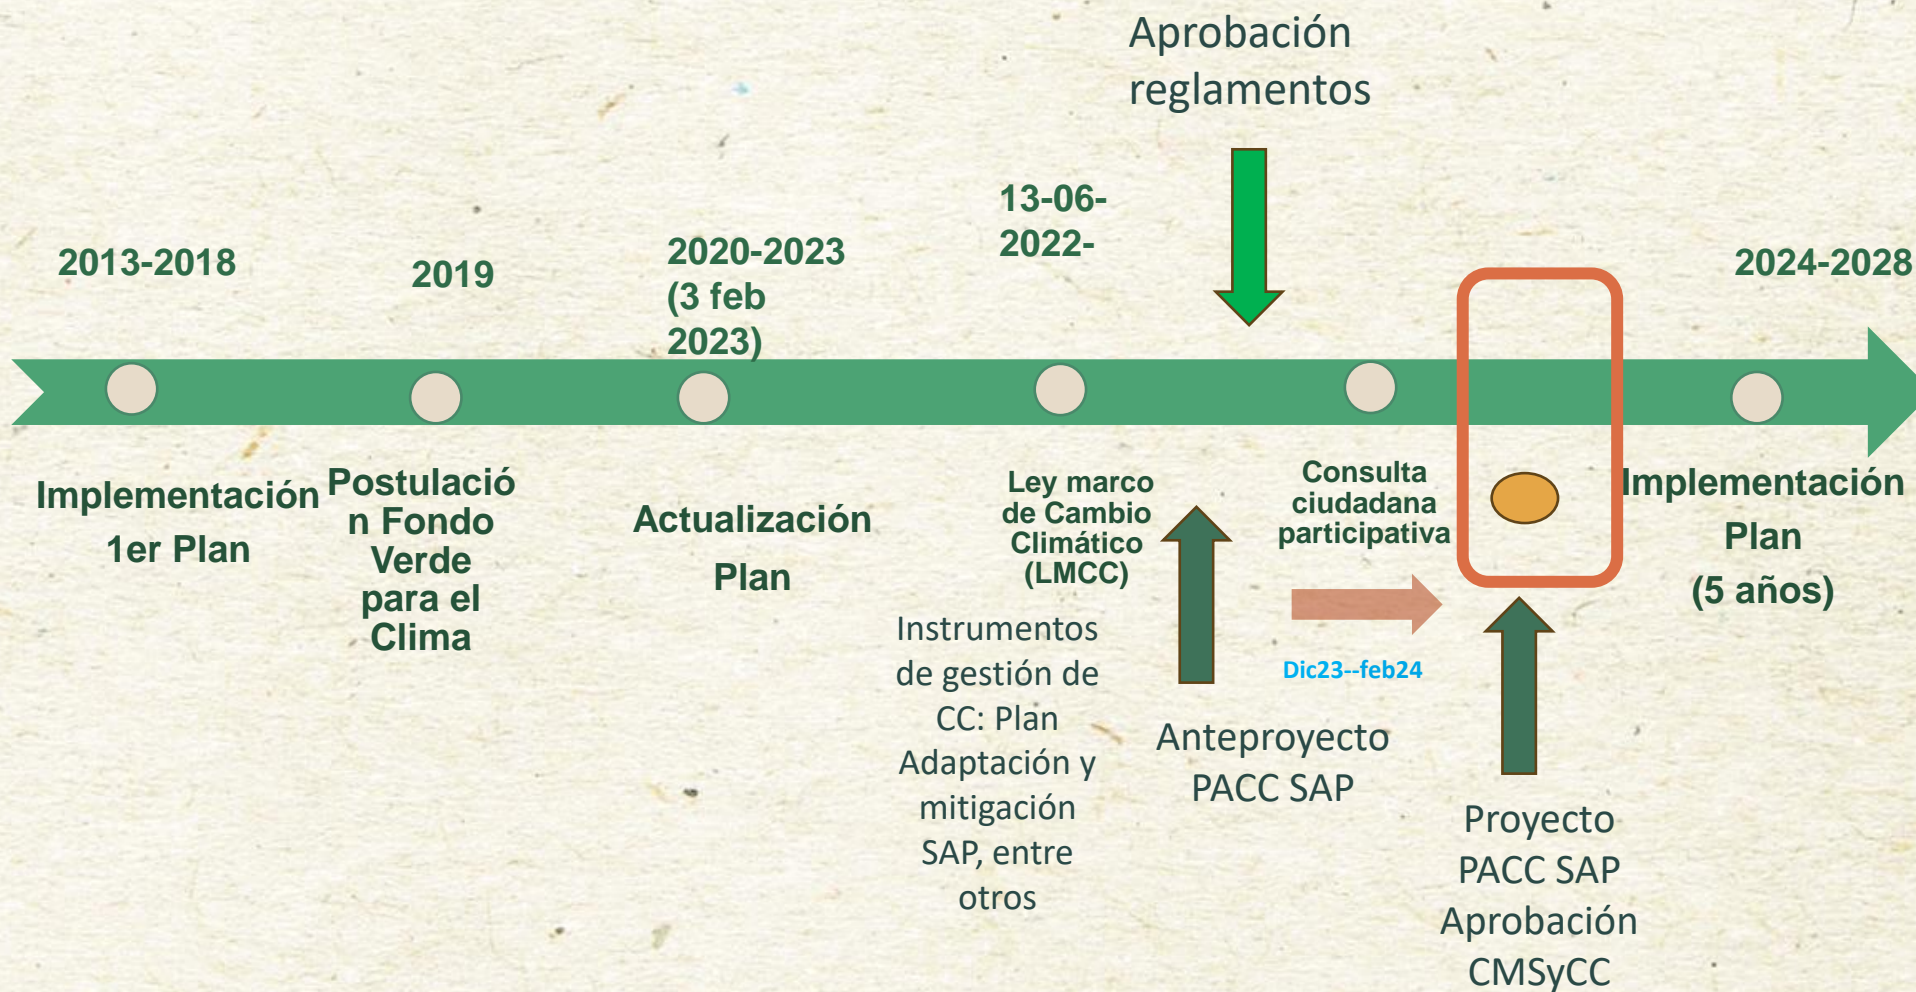 Aprobación
reglamentos
2013-2018
2019
2020-2023
(3 feb
2023)
13-06-
2022-
2024-2028
Implementación
1er Plan
Postulació
n Fondo
Verde
para el
Clima
Actualización
Plan
Ley marco
de Cambio
Climático
(LMCC)
Instrumentos
de gestión de
CC: Plan
Adaptación y
mitigación
SAP, entre
otros
Anteproyecto
PACC SAP
Consulta
ciudadana
participativa
Dic23--feb24
Proyecto
PACC SAP
Aprobación
CMSyCC
Implementación
Plan
(5 años)